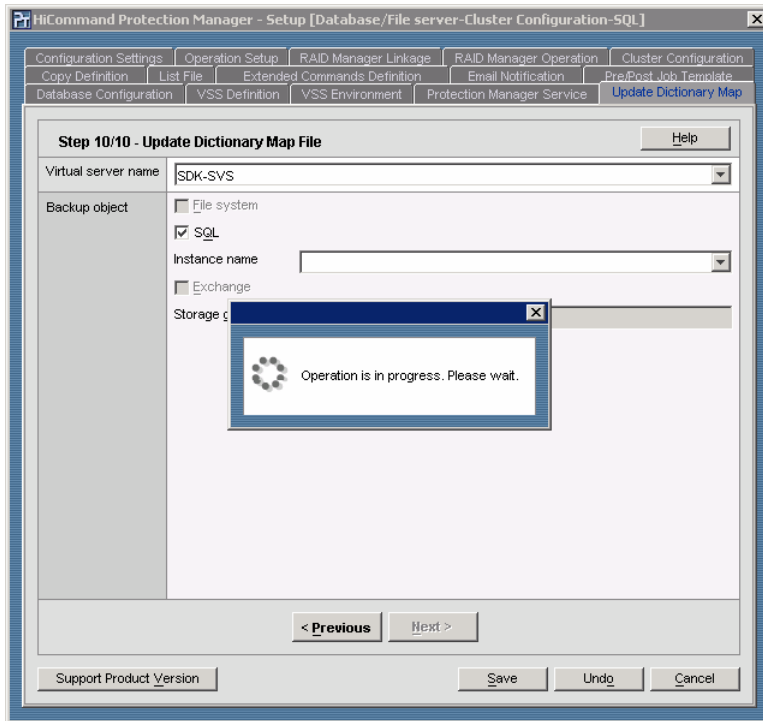 HiCommand Protection Manager - Setup [Database/File server-Cluster Configuration-SQL]
Configuration Settings Operation Setup RAID Manager Linkage RAID Manager Operation Cluster Configuration
Copy Definition List File Extended Commands Definition Email Notification Pre/Post Job Template
Database Configuration VSS Definition VSS Environment Protection Manager Service Update Dictionary Map
Step 10/10 - Update Dictionary Map File Help
Virtual server name SDK-SVS
Backup object File system
SQL
Instance name
Exchange
Storage g
Operation is in progress. Please wait.
< Previous Next >
Support Product Version Save Undo Cancel